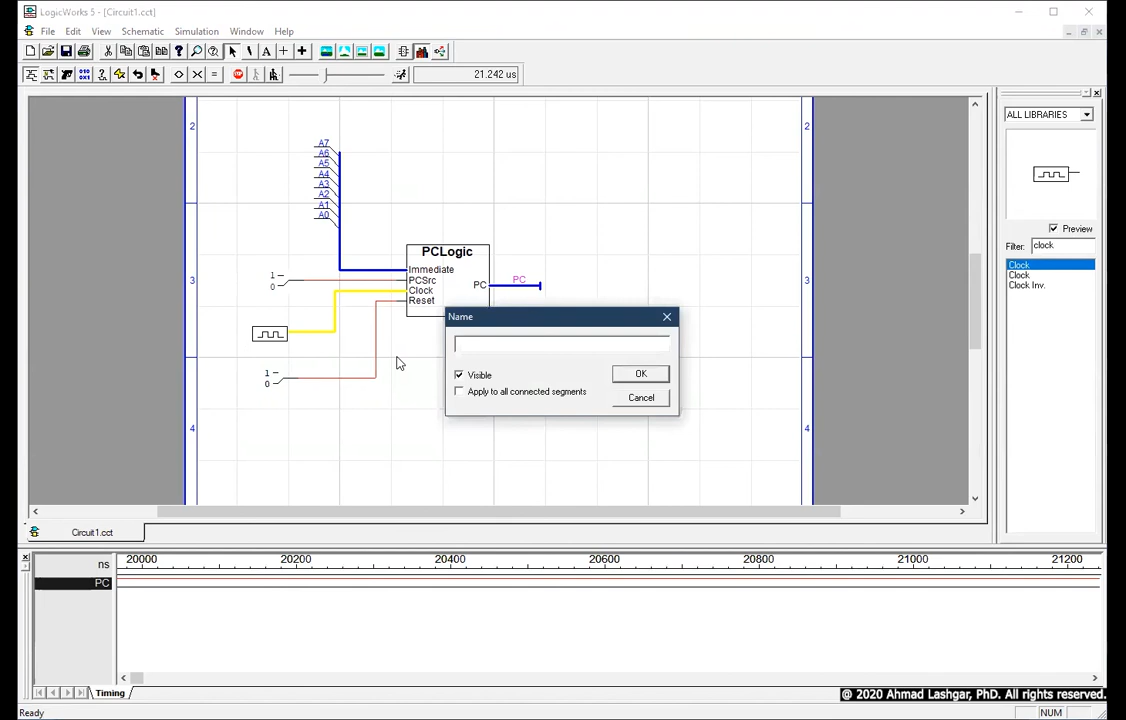 LogicWorks 5 - [Circuit1.cct]
File Edit View Schematic Simulation Window Help
21.242 us
ALL LIBRARIES
Preview
Filter: clock
Clock
Clock
Clock Inv.
2
2
A7
A6
A5
A4
A3
A2
A1
A0
PCLogic
Immediate
PCSrc
Clock
Reset
PC
PC
1
0
1
0
3
3
4
4
Name
Visible
Apply to all connected segments
OK
Cancel
Circuit1.cct
ns 20000 20200 20400 20600 20800 21000 21200
PC
Timing
@ 2020 Ahmad Lashgar, PhD. All rights reserved.
Ready NUM